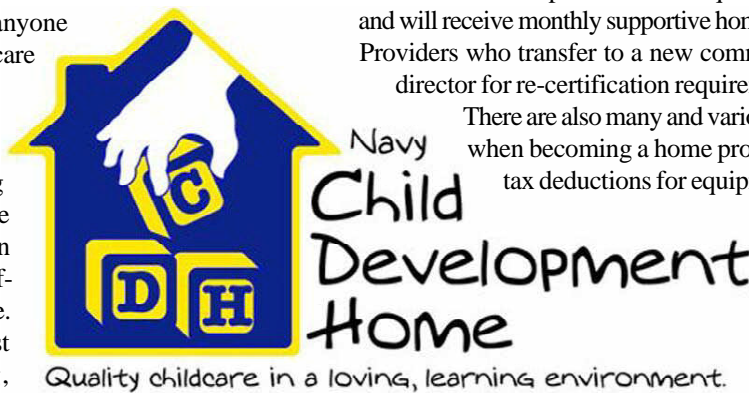 anyone
care
g
e
n
f-
e.
st
,
and will receive monthly supportive hom
Providers who transfer to a new comm
director for re-certification require
There are also many and vario
when becoming a home pro
tax deductions for equip
C
D H
Navy
Child
Development
Home
Quality childcare in a loving, learning environment.